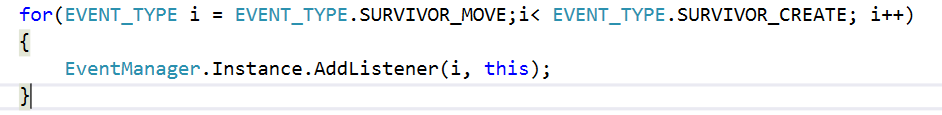 for(EVENT_TYPE i = EVENT_TYPE.SURVIVOR_MOVE;i< EVENT_TYPE.SURVIVOR_CREATE; i++)
{
    EventManager.Instance.AddListener(i, this);
}